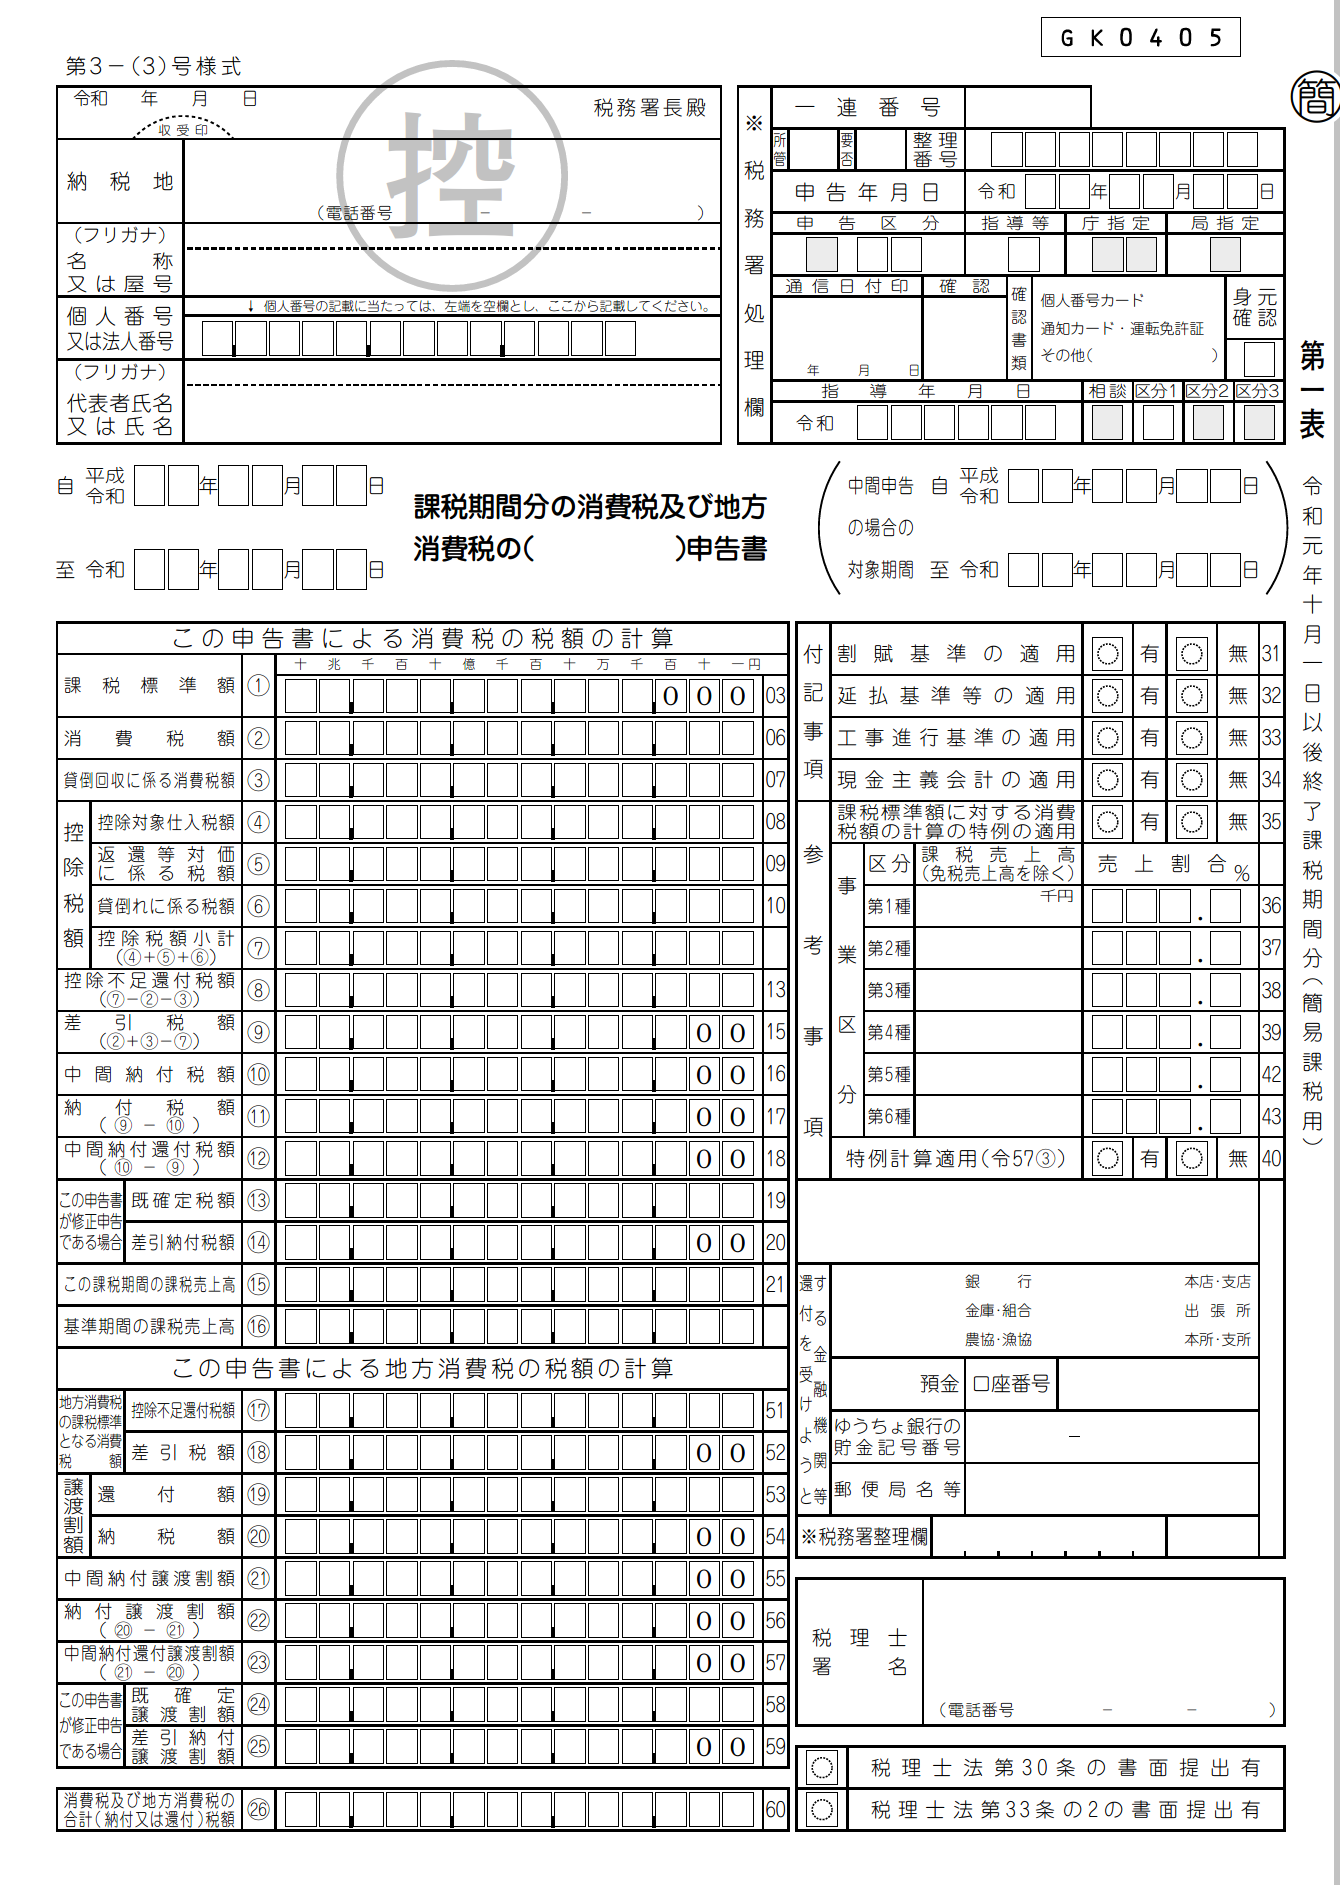 GK0405
第3－(3)号様式
簡
控
令和　年　月　日
収受印
税務署長殿
納税地
（電話番号　－　－　）
（フリガナ）
名称
又は屋号
個人番号
又は法人番号
↓ 個人番号の記載に当たっては、左端を空欄とし、ここから記載してください。
（フリガナ）
代表者氏名
又は氏名
※税務署処理欄
一連番号
所管
要否
整理番号
申告年月日　令和　年　月　日
申告区分　指導等　庁指定　局指定
通信日付印　確認
年　月　日
確認書類
個人番号カード
通知カード・運転免許証
その他（　）
身元確認
指導年月日　相談　区分1　区分2　区分3
令和
自 平成 令和　年　月　日
至 令和　年　月　日
課税期間分の消費税及び地方
消費税の(　)申告書
中間申告 自 平成 令和　年　月　日
の場合の
対象期間 至 令和　年　月　日
第一表
令和元年十月一日以後終了課税期間分（簡易課税用）
この申告書による消費税の税額の計算
十 兆 千 百 十 億 千 百 十 万 千 百 十 一円
課税標準額 ① 000 03
消費税額 ② 06
貸倒回収に係る消費税額 ③ 07
控除税額
控除対象仕入税額 ④ 08
返還等対価に係る税額 ⑤ 09
貸倒れに係る税額 ⑥ 10
控除税額小計
（④＋⑤＋⑥） ⑦
控除不足還付税額
（⑦－②－③） ⑧ 13
差引税額
（②＋③－⑦） ⑨ 00 15
中間納付税額 ⑩ 00 16
納付税額
（⑨－⑩） ⑪ 00 17
中間納付還付税額
（⑩－⑨） ⑫ 00 18
この申告書が修正申告である場合
既確定税額 ⑬ 19
差引納付税額 ⑭ 00 20
この課税期間の課税売上高 ⑮ 21
基準期間の課税売上高 ⑯
この申告書による地方消費税の税額の計算
地方消費税の課税標準となる消費税額
控除不足還付税額 ⑰ 51
差引税額 ⑱ 00 52
譲渡割額
還付額 ⑲ 53
納税額 ⑳ 00 54
中間納付譲渡割額 ㉑ 00 55
納付譲渡割額
（⑳－㉑） ㉒ 00 56
中間納付還付譲渡割額
（㉑－⑳） ㉓ 00 57
この申告書が修正申告である場合
既確定譲渡割額 ㉔ 58
差引納付譲渡割額 ㉕ 00 59
消費税及び地方消費税の
合計(納付又は還付)税額 ㉖ 60
付記事項
割賦基準の適用 有 無 31
延払基準等の適用 有 無 32
工事進行基準の適用 有 無 33
現金主義会計の適用 有 無 34
参考事項
課税標準額に対する消費
税額の計算の特例の適用 有 無 35
事業区分
区分　課税売上高
（免税売上高を除く）　売上割合%
第1種　千円　. 36
第2種　. 37
第3種　. 38
第4種　. 39
第5種　. 42
第6種　. 43
特例計算適用(令57③) 有 無 40
還付を受けようとする金融機関等
銀行　本店・支店
金庫・組合　出張所
農協・漁協　本所・支所
預金　口座番号
ゆうちょ銀行の
貯金記号番号　－
郵便局名等
※税務署整理欄
税理士
署名
（電話番号　－　－　）
税理士法第30条の書面提出有
税理士法第33条の2の書面提出有